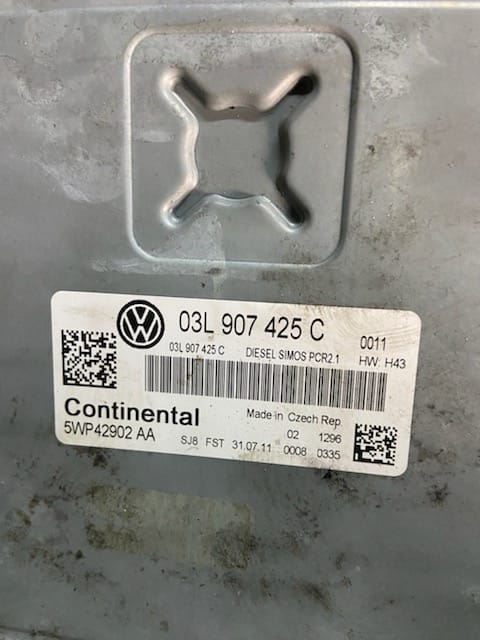 VW
03L 907 425 C 0011
03L 907 425 C DIESEL SIMOS PCR2.1 HW: H43
Continental Made in Czech Rep.
5WP42902 AA 02 1296
SJ8 FST 31.07.11 0008 0335